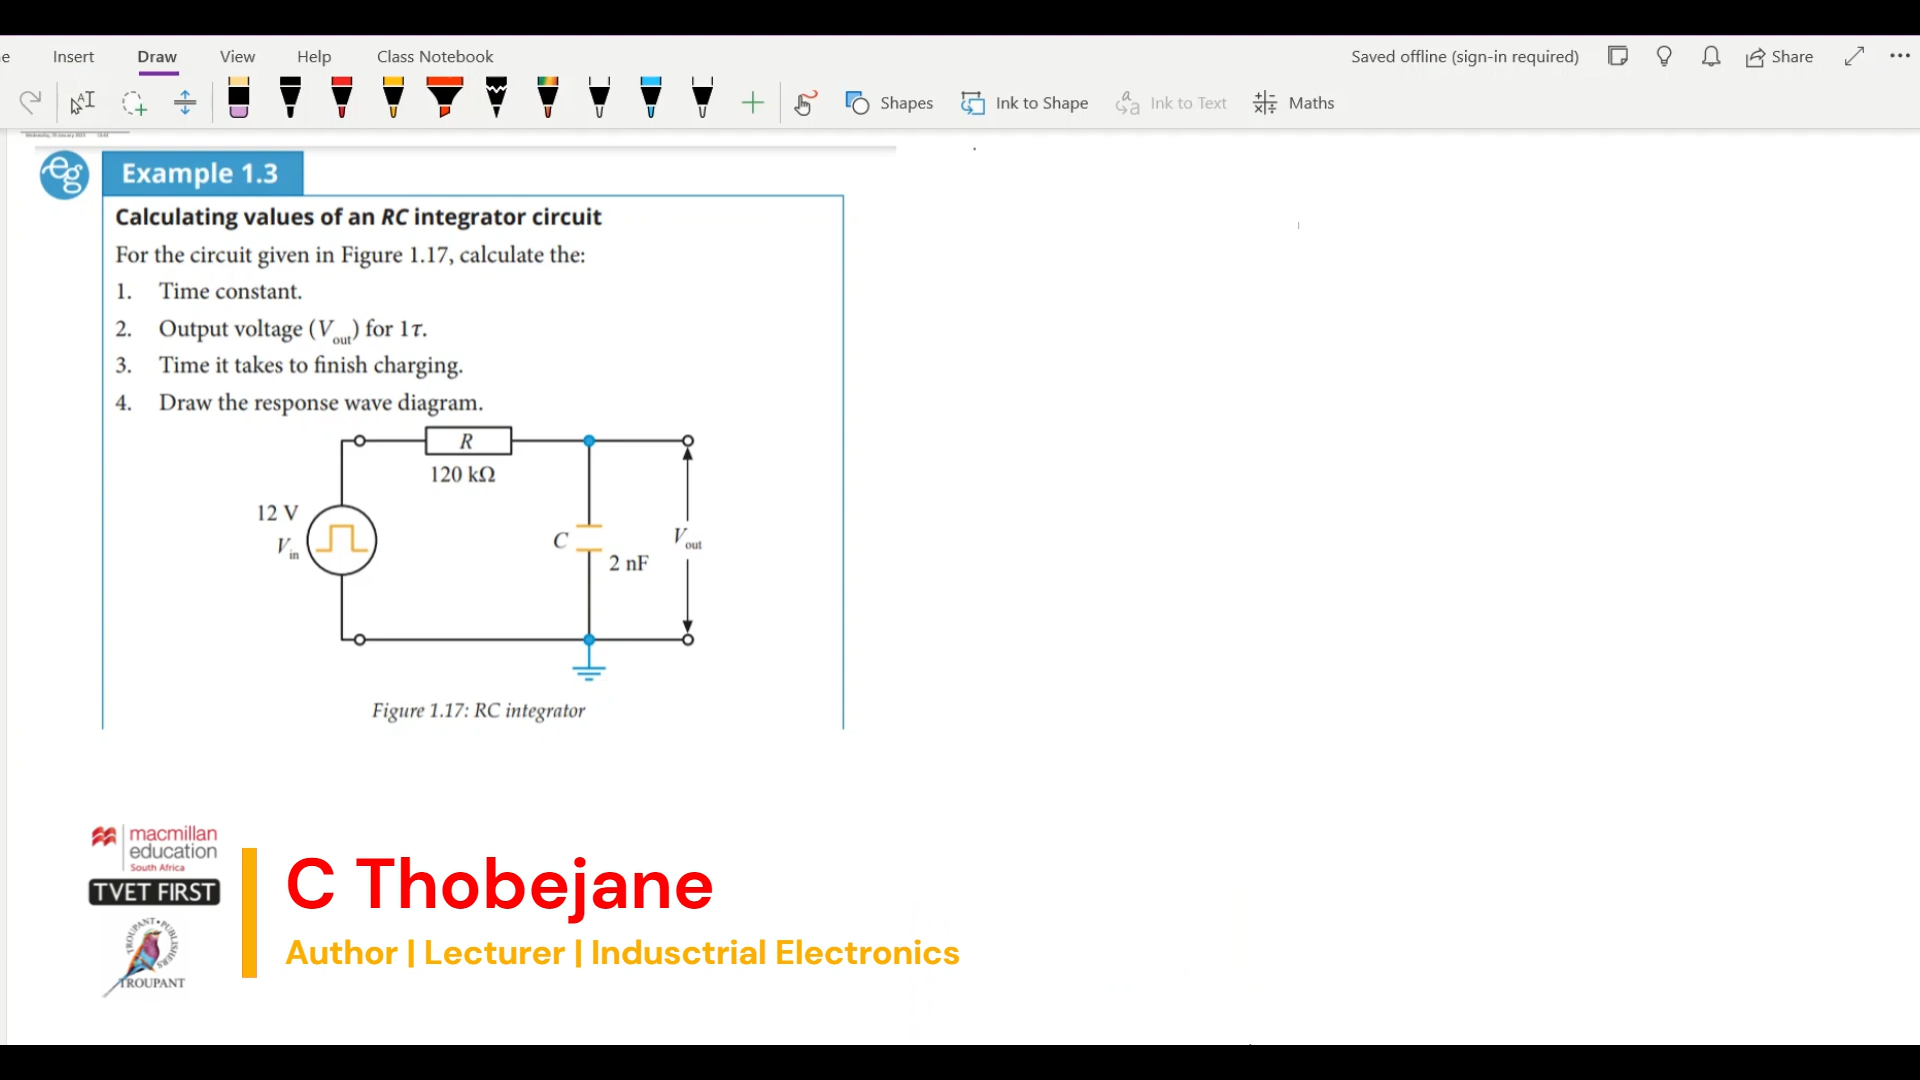 Insert Draw View Help Class Notebook Saved offline (sign-in required) Share
Shapes Ink to Shape Ink to Text Maths
eg Example 1.3
Calculating values of an RC integrator circuit
For the circuit given in Figure 1.17, calculate the:
1. Time constant.
2. Output voltage (Vout) for 1τ.
3. Time it takes to finish charging.
4. Draw the response wave diagram.
R
120 kΩ
12 V
Vin
C
2 nF
Vout
Figure 1.17: RC integrator
macmillan
education
South Africa
TVET FIRST
TROUPANT • PUBLISHERS
TROUPANT
C Thobejane
Author | Lecturer | Indusctrial Electronics